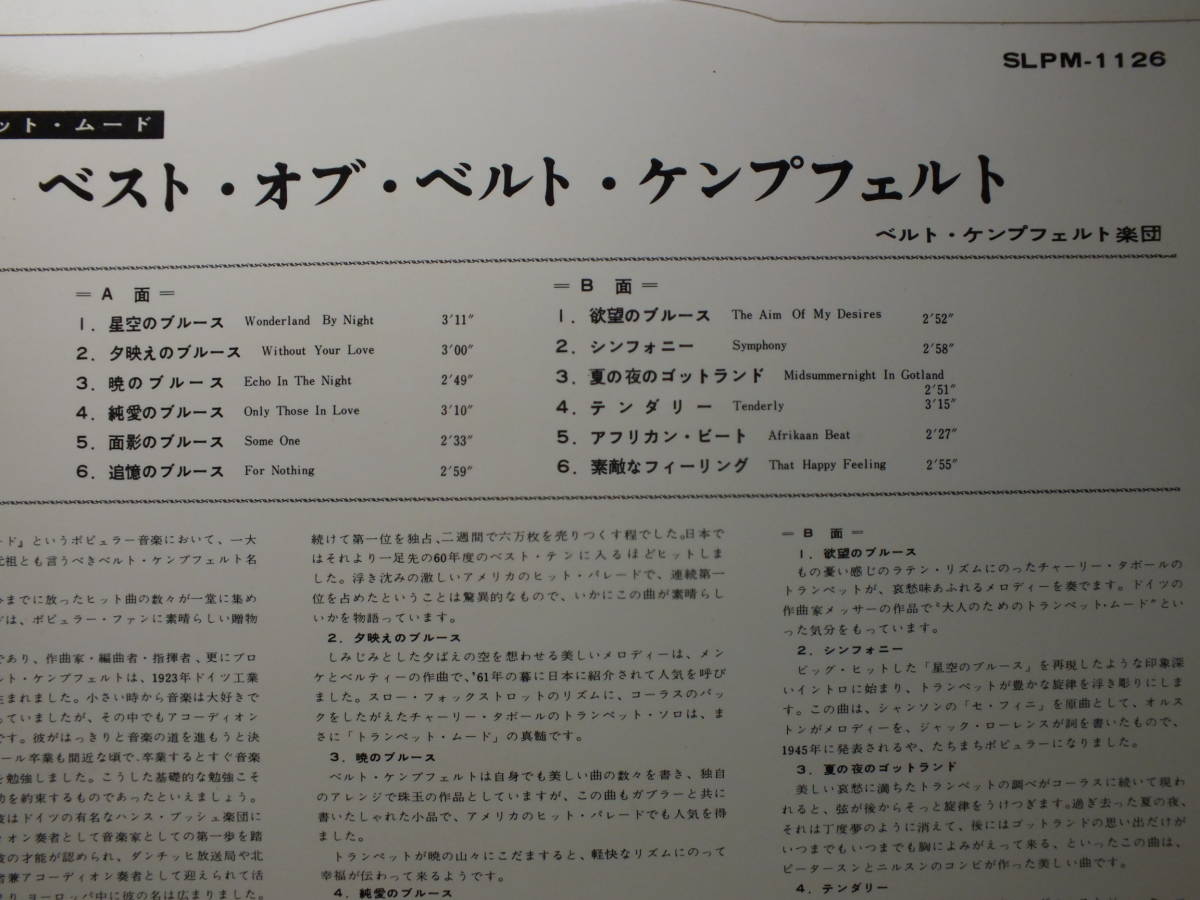 SLPM-1126
ット・ムード
ベスト・オブ・ベルト・ケンプフェルト
ベルト・ケンプフェルト楽団
＝A 面＝
1. 星空のブルース Wonderland By Night 3'11"
2. 夕映えのブルース Without Your Love 3'00"
3. 暁のブルース Echo In The Night 2'49"
4. 純愛のブルース Only Those In Love 3'10"
5. 面影のブルース Some One 2'33"
6. 追憶のブルース For Nothing 2'59"
＝B 面＝
1. 欲望のブルース The Aim Of My Desires 2'52"
2. シンフォニー Symphony 2'58"
3. 夏の夜のゴットランド Midsummernight In Gotland
2'51"
4. テンダリー Tenderly 3'15"
5. アフリカン・ビート Afrikaan Beat 2'27"
6. 素敵なフィーリング That Happy Feeling 2'55"
ード』というポピュラー音楽において、一大
元祖とも言うべきベルト・ケンプフェルト名
今までに放ったヒット曲の数々が一堂に集め
ドは、ポピュラー・ファンに素晴らしい贈物
であり、作曲家・編曲者・指揮者、更にプロ
ルト・ケンプフェルトは、1923年ドイツ工業
生まれました。小さい時から音楽は大好きで
っていましたが、その中でもアコーディオン
です。彼がはっきりと音楽の道を進もうと決
ール卒業も間近な頃で、卒業するとすぐ音楽
を勉強しました。こうした基礎的な勉強こそ
功を約束するものであったといえましょう。
彼はドイツの有名なハンス・ブッシュ楽団に
ィオン奏者として音楽家としての第一歩を踏
彼の才能が認められ、ダンチッヒ放送局や北
者兼アコーディオン奏者として迎えられて活
より、ヨーロッパ中に彼の名は広まりました。
続けて第一位を独占、二週間で六万枚を売りつくす程でした。日本で
はそれより一足先の60年度のベスト・テンに入るほどヒットしま
した。浮き沈みの激しいアメリカのヒット・パレードで、連続第一
位を占めたということは驚異的なもので、いかにこの曲が素晴らし
いかを物語っています。
2. 夕映えのブルース
しみじみとした夕ばえの空を想わせる美しいメロディーは、メン
ケとベルティーの作曲で、'61年の暮に日本に紹介されて人気を呼び
ました。スロー・フォックストロットのリズムに、コーラスのバッ
クをしたがえたチャーリー・タボールのトランペット・ソロは、ま
さに「トランペット・ムード」の真髄です。
3. 暁のブルース
ベルト・ケンプフェルトは自身でも美しい曲の数々を書き、独自
のアレンジで珠玉の作品としていますが、この曲もガブラーと共に
書いたしゃれた小品で、アメリカのヒット・パレードでも人気を得
ました。
トランペットが暁の山々にこだますると、軽快なリズムにのって
幸福が伝わって来るようです。
4. 純愛のブルース
＝B 面＝
1. 欲望のブルース
もの憂い感じのラテン・リズムにのったチャーリー・タボールの
トランペットが、哀愁味あふれるメロディーを奏でます。ドイツの
作曲家メッサーの作品で"大人のためのトランペット・ムード"とい
った気分をもっています。
2. シンフォニー
ビッグ・ヒットした「星空のブルース」を再現したような印象深
いイントロに始まり、トランペットが豊かな旋律を浮き彫りにしま
す。この曲は、シャンソンの「セ・フィニ」を原曲として、オルス
トンがメロディーを、ジャック・ローレンスが詞を書いたもので、
1945年に発表されるや、たちまちポピュラーになりました。
3. 夏の夜のゴットランド
美しい哀愁に満ちたトランペットの調べがコーラスに続いて現わ
れると、弦が後からそっと旋律をうけつぎます。過ぎ去った夏の夜、
それは丁度夢のように消えて、後にはゴットランドの思い出だけが
いつまでもいつまでも胸によみがえって来る、といったこの曲は、
ピータースンとニルスンのコンビが作った美しい曲です。
4. テンダリー